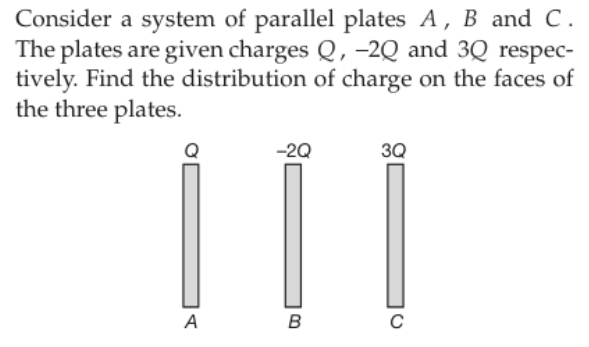 Consider a system of parallel plates A, B and C.
The plates are given charges Q, –2Q and 3Q respec-
tively. Find the distribution of charge on the faces of
the three plates.
Q –2Q 3Q
A B C